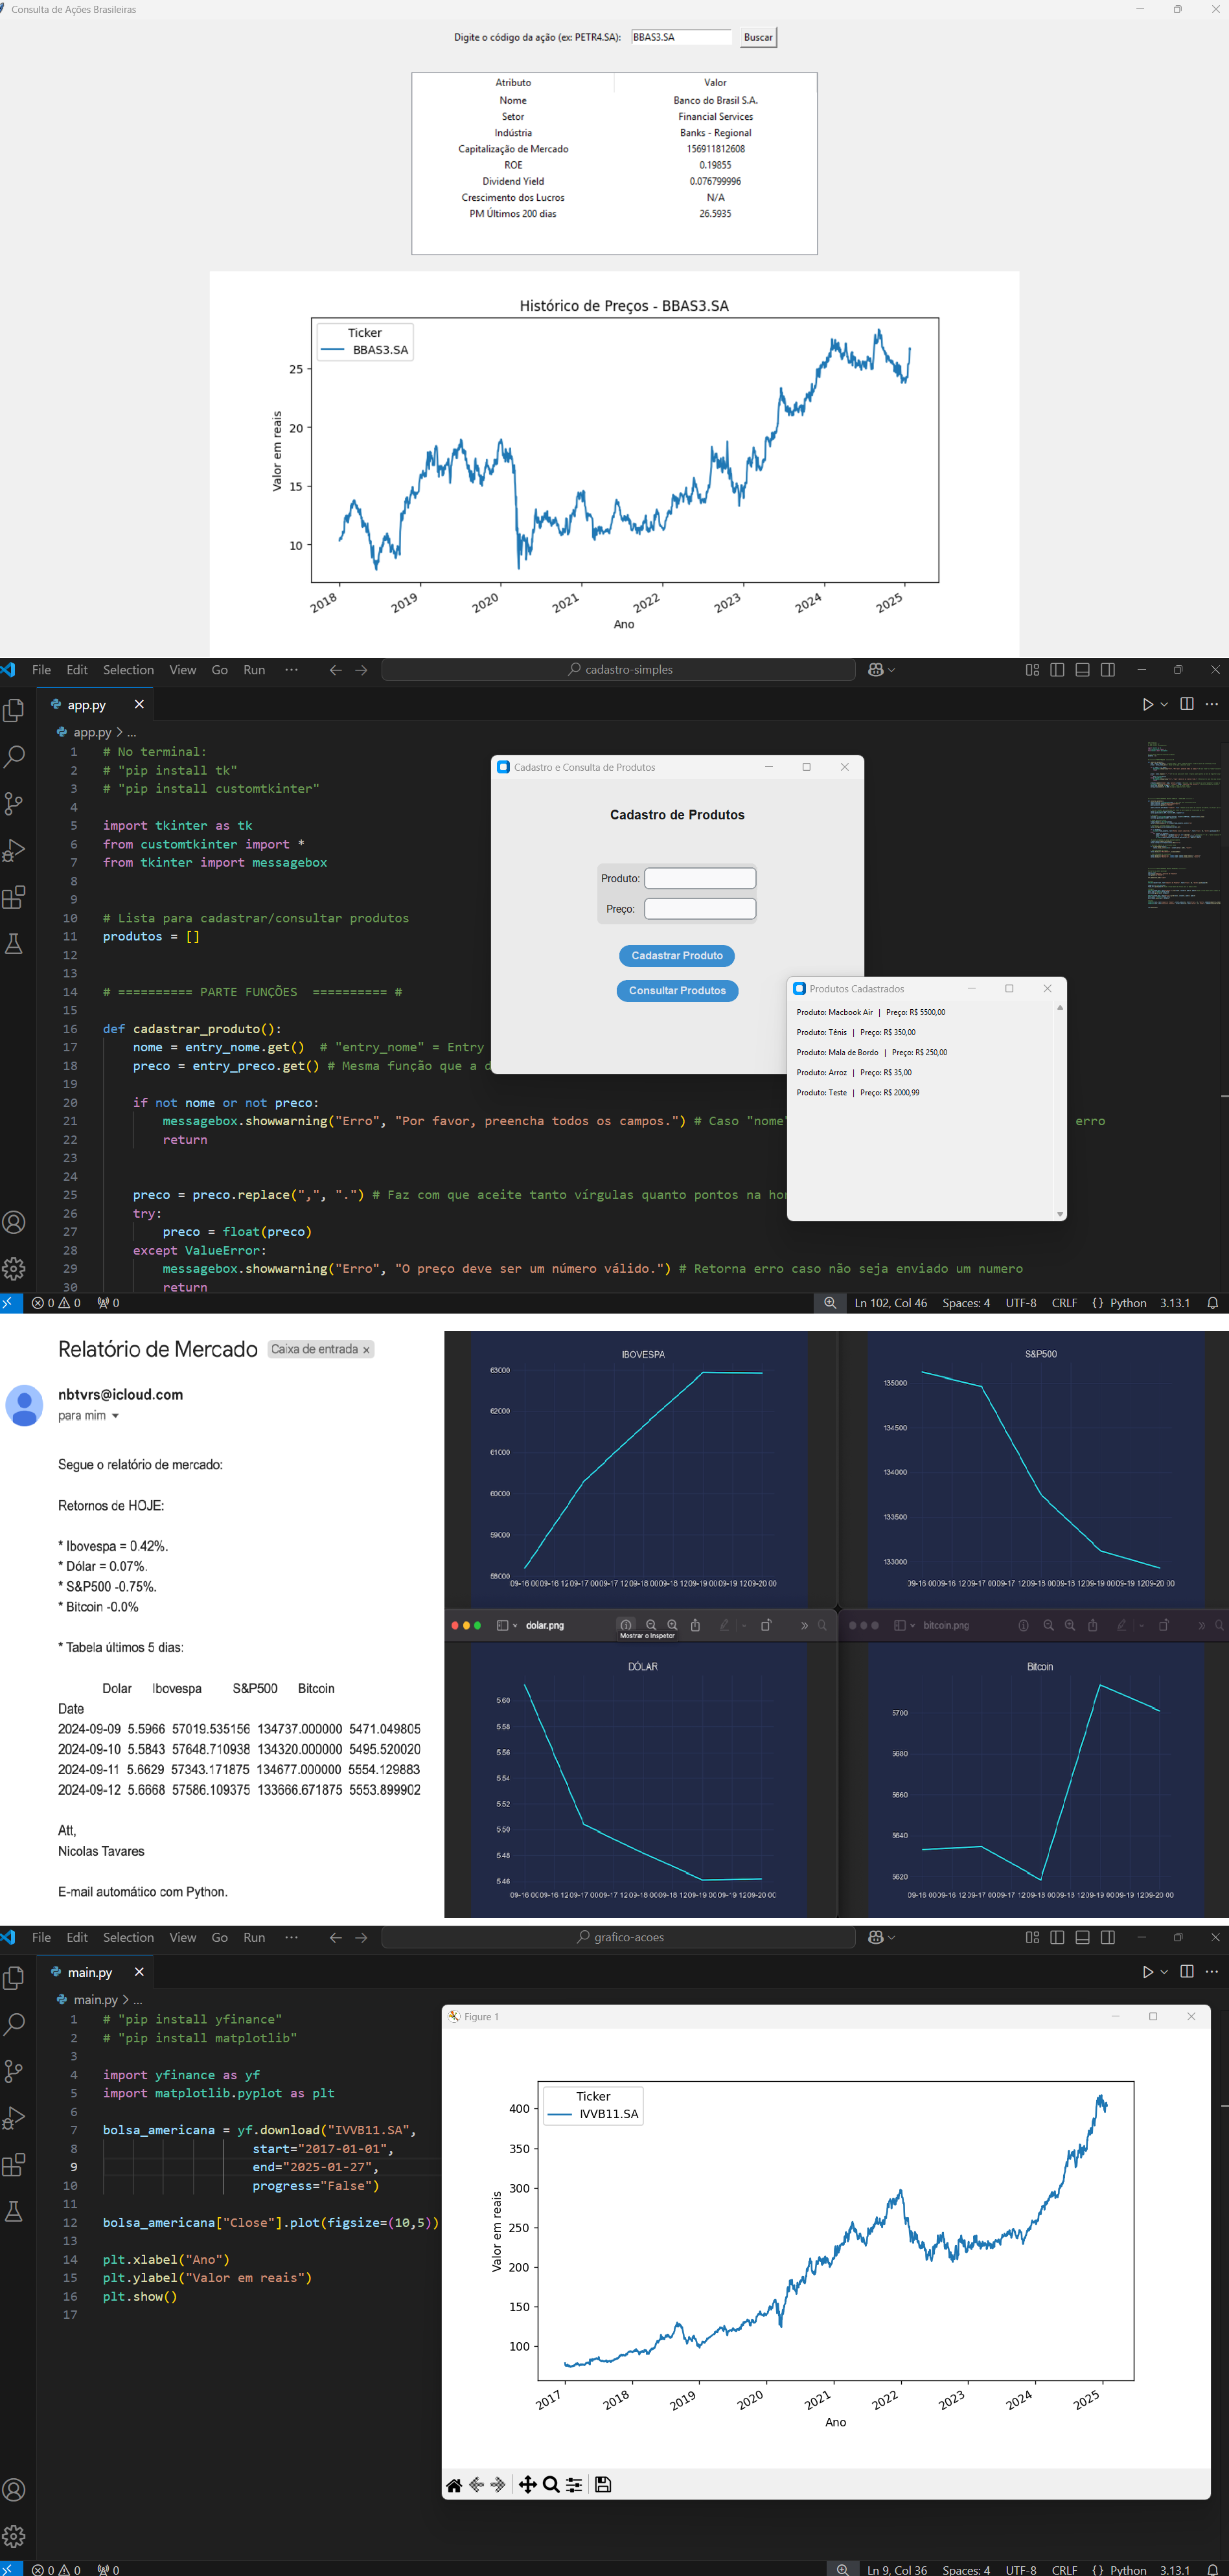 Consulta de Ações Brasileiras
Digite o código da ação (ex: PETR4.SA): BBAS3.SA Buscar
Atributo Valor
Nome Banco do Brasil S.A.
Setor Financial Services
Indústria Banks - Regional
Capitalização de Mercado 156911812608
ROE 0.19855
Dividend Yield 0.076799996
Crescimento dos Lucros N/A
PM Últimos 200 dias 26.5935
Histórico de Preços - BBAS3.SA
Ticker
BBAS3.SA
25
20
15
10
Valor em reais
2018 2019 2020 2021 2022 2023 2024 2025
Ano
File Edit Selection View Go Run ··· cadastro-simples
app.py
app.py > ...
1 # No terminal:
2 # "pip install tk"
3 # "pip install customtkinter"
4
5 import tkinter as tk
6 from customtkinter import *
7 from tkinter import messagebox
8
9
10 # Lista para cadastrar/consultar produtos
11 produtos = []
12
13
14 # ========== PARTE FUNÇÕES ========== #
15
16 def cadastrar_produto():
17 nome = entry_nome.get() # "entry_nome" = Entry
18 preco = entry_preco.get() # Mesma função que a d
19
20 if not nome or not preco:
21 messagebox.showwarning("Erro", "Por favor, preencha todos os campos.") # Caso "nome" erro
22 return
23
24
25 preco = preco.replace(",", ".") # Faz com que aceite tanto vírgulas quanto pontos na ho
26 try:
27 preco = float(preco)
28 except ValueError:
29 messagebox.showwarning("Erro", "O preço deve ser um número válido.") # Retorna erro caso não seja enviado um numero
30 return
Cadastro e Consulta de Produtos
Cadastro de Produtos
Produto:
Preço:
Cadastrar Produto
Consultar Produtos
Produtos Cadastrados
Produto: Macbook Air | Preço: R$ 5500,00
Produto: Tênis | Preço: R$ 350,00
Produto: Mala de Bordo | Preço: R$ 250,00
Produto: Arroz | Preço: R$ 35,00
Produto: Teste | Preço: R$ 2000,99
0 0 0 Ln 102, Col 46 Spaces: 4 UTF-8 CRLF {} Python 3.13.1
Relatório de Mercado Caixa de entrada x
nbtvrs@icloud.com
para mim
Segue o relatório de mercado:
Retornos de HOJE:
* Ibovespa = 0.42%.
* Dólar = 0.07%.
* S&P500 -0.75%.
* Bitcoin -0.0%
* Tabela últimos 5 dias:
Dolar Ibovespa S&P500 Bitcoin
Date
2024-09-09 5.5966 57019.535156 134737.000000 5471.049805
2024-09-10 5.5843 57648.710938 134320.000000 5495.520020
2024-09-11 5.6629 57343.171875 134677.000000 5554.129883
2024-09-12 5.6668 57586.109375 133666.671875 5553.899902
Att,
Nicolas Tavares
E-mail automático com Python.
IBOVESPA
63000
62000
61000
60000
59000
58000
09-16 00 09-16 12 09-17 00 09-17 12 09-18 00 09-18 12 09-19 00 09-19 12 09-20 00
S&P500
135000
134500
134000
133500
133000
09-16 00 09-16 12 09-17 00 09-17 12 09-18 00 09-18 12 09-19 00 09-19 12 09-20 00
dolar.png
Mostrar o Inspetor
bitcoin.png
DÓLAR
5.60
5.58
5.56
5.54
5.52
5.50
5.48
5.46
09-16 00 09-16 12 09-17 00 09-17 12 09-18 00 09-18 12 09-19 00 09-19 12 09-20 00
Bitcoin
5700
5680
5660
5640
5620
09-16 00 09-16 12 09-17 00 09-17 12 09-18 00 09-18 12 09-19 00 09-19 12 09-20 00
File Edit Selection View Go Run ··· grafico-acoes
main.py
main.py > ...
1 # "pip install yfinance"
2 # "pip install matplotlib"
3
4 import yfinance as yf
5 import matplotlib.pyplot as plt
6
7 bolsa_americana = yf.download("IVVB11.SA",
8 start="2017-01-01",
9 end="2025-01-27",
10 progress="False")
11
12 bolsa_americana["Close"].plot(figsize=(10,5))
13
14 plt.xlabel("Ano")
15 plt.ylabel("Valor em reais")
16 plt.show()
17
Figure 1
Ticker
IVVB11.SA
400
350
300
250
200
150
100
Valor em reais
2017 2018 2019 2020 2021 2022 2023 2024 2025
Ano
0 0 0 Ln 9, Col 36 Spaces: 4 UTF-8 CRLF {} Python 3.13.1